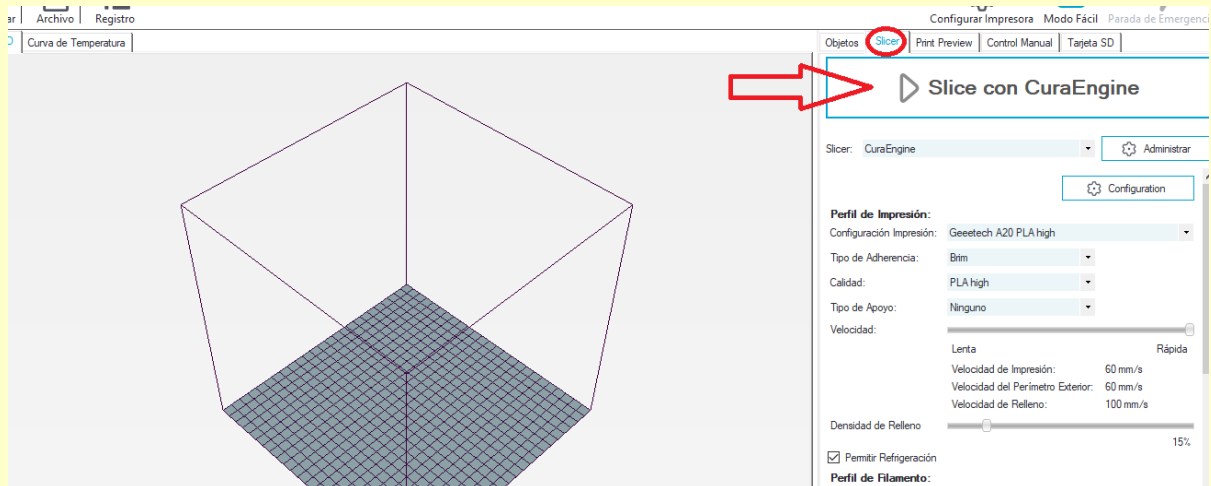 ar Archivo Registro
Configurar Impresora Modo Fácil Parada de Emergenci
Curva de Temperatura
Objetos Slicer Print Preview Control Manual Tarjeta SD
Slice con CuraEngine
Slicer: CuraEngine Administrar
Configuration
Perfil de Impresión:
Configuración Impresión: Geeetech A20 PLA high
Tipo de Adherencia: Brim
Calidad: PLA high
Tipo de Apoyo: Ninguno
Velocidad:
Lenta Rápida
Velocidad de Impresión: 60 mm/s
Velocidad del Perímetro Exterior: 60 mm/s
Velocidad de Relleno: 100 mm/s
Densidad de Relleno
15%
Permitir Refrigeración
Perfil de Filamento: